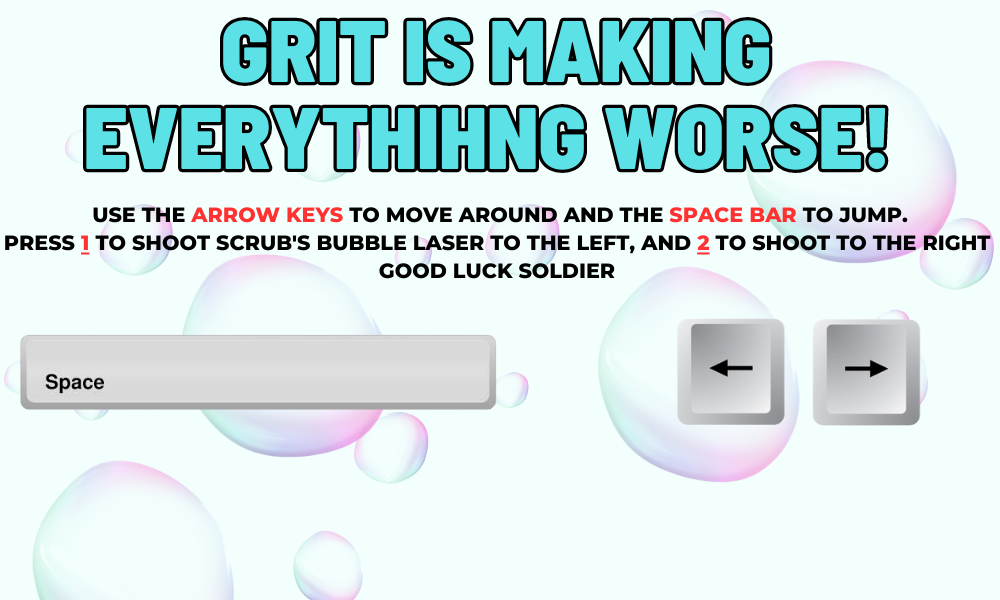 GRIT IS MAKING
EVERYTHIHNG WORSE!
USE THE ARROW KEYS TO MOVE AROUND AND THE SPACE BAR TO JUMP.
PRESS 1 TO SHOOT SCRUB'S BUBBLE LASER TO THE LEFT, AND 2 TO SHOOT TO THE RIGHT
GOOD LUCK SOLDIER
Space